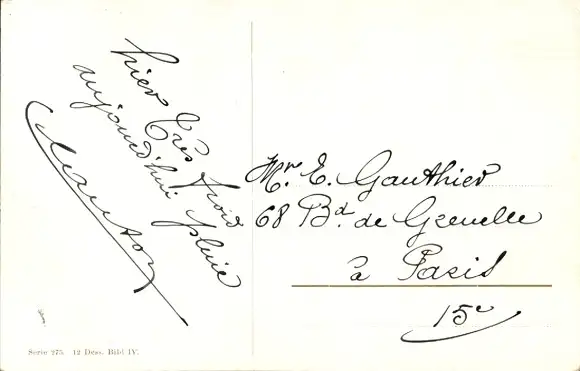 hier très froid
aujourd'hui pluie
Mr. E. Gauthier
68 Bd. de Grenelle
à Paris
15e
Serie 275. 12 Dess. Bild IV.